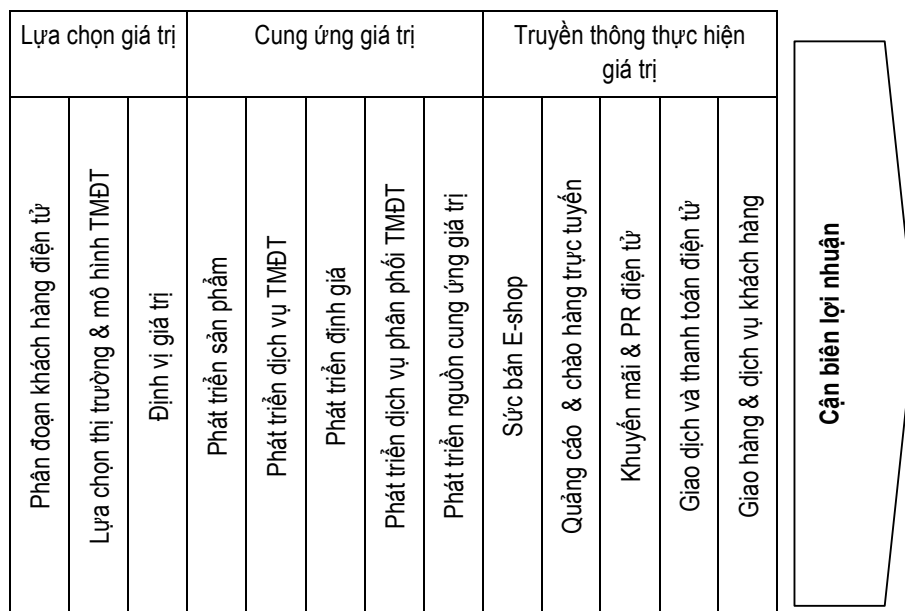 Lựa chọn giá trị
Cung ứng giá trị
Truyền thông thực hiện
giá trị
Phân đoạn khách hàng điện tử
Lựa chọn thị trường & mô hình TMĐT
Định vị giá trị
Phát triển sản phẩm
Phát triển dịch vụ TMĐT
Phát triển định giá
Phát triển dịch vụ phân phối TMĐT
Phát triển nguồn cung ứng giá trị
Sức bán E-shop
Quảng cáo & chào hàng trực tuyến
Khuyến mãi & PR điện tử
Giao dịch và thanh toán điện tử
Giao hàng & dịch vụ khách hàng
Cận biên lợi nhuận